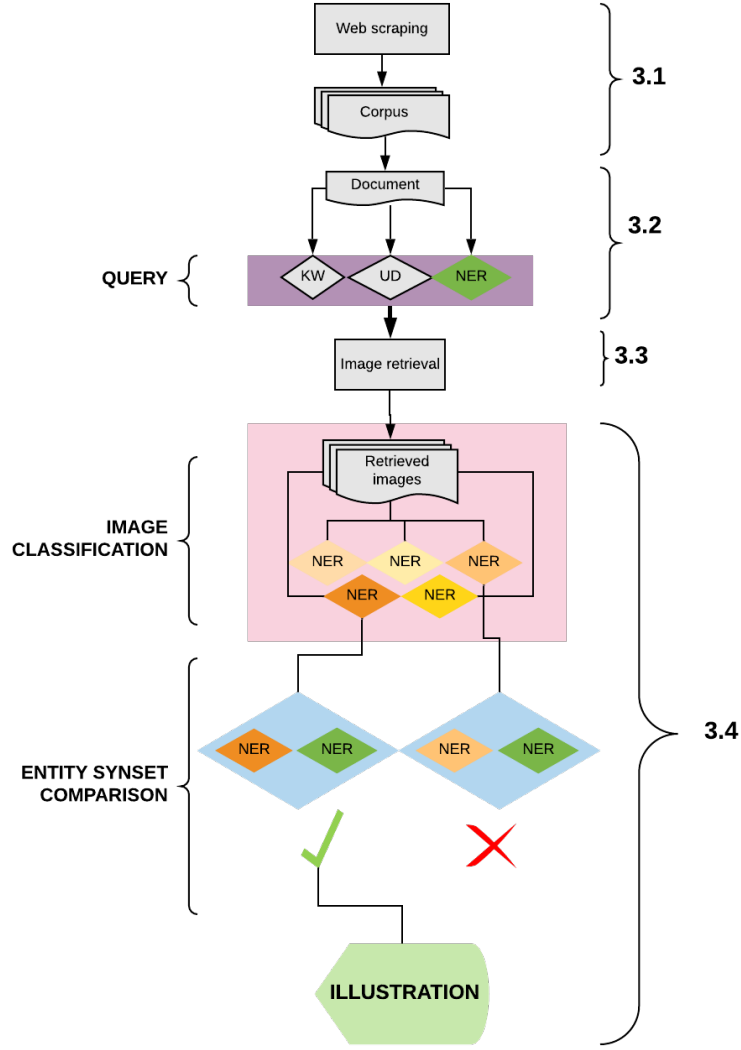 Web scraping
3.1
Corpus
Document
3.2
QUERY
KW
UD
NER
Image retrieval
3.3
Retrieved
images
IMAGE
CLASSIFICATION
NER
NER
NER
NER
NER
3.4
NER
NER
NER
NER
ENTITY SYNSET
COMPARISON
ILLUSTRATION